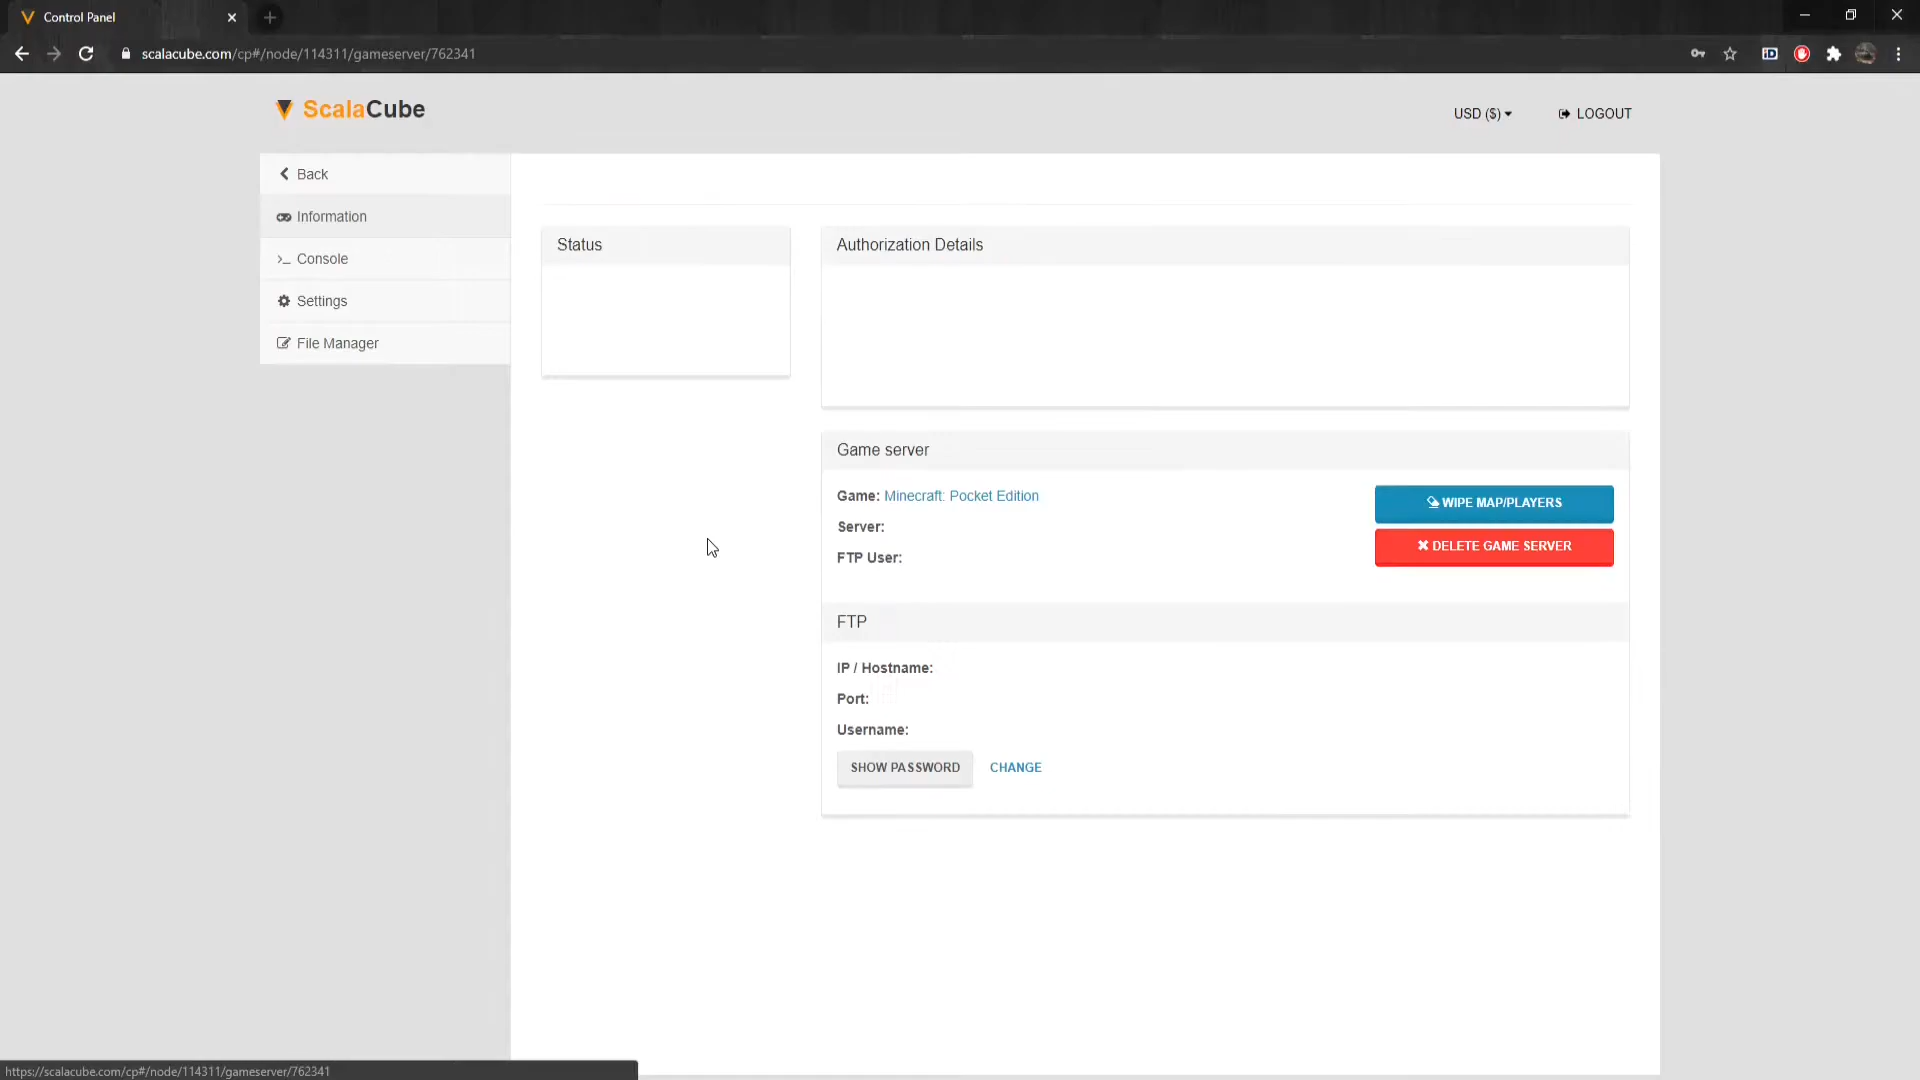 Control Panel
scalacube.com/cp#/node/114311/gameserver/762341
ScalaCube
USD ($)
LOGOUT
Back
Information
Console
Settings
File Manager
Status
Authorization Details
Game server
Game: Minecraft: Pocket Edition
Server:
FTP User:
WIPE MAP/PLAYERS
DELETE GAME SERVER
FTP
IP / Hostname:
Port:
Username:
SHOW PASSWORD
CHANGE
https://scalacube.com/cp#/node/114311/gameserver/762341